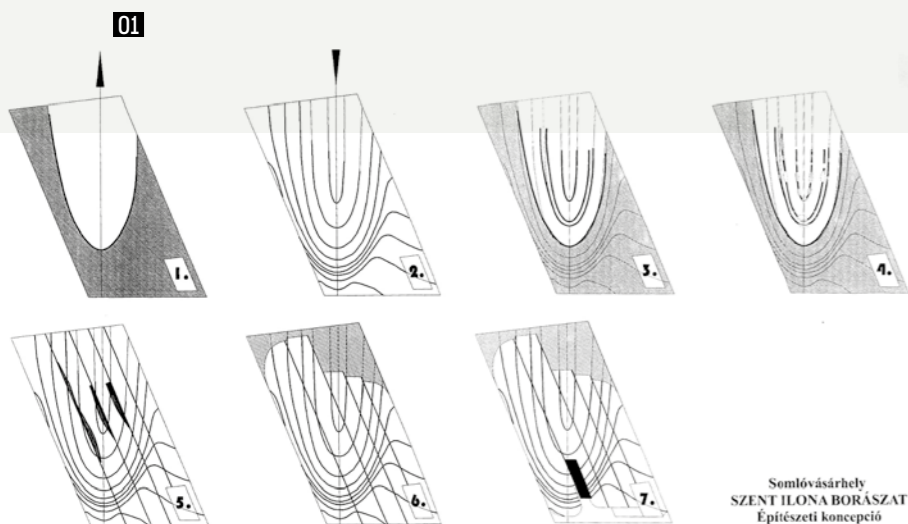 01
1.
2.
3.
4.
5.
6.
7.
Somlóvásárhely
SZENT ILONA BORÁSZAT
Építészeti koncepció